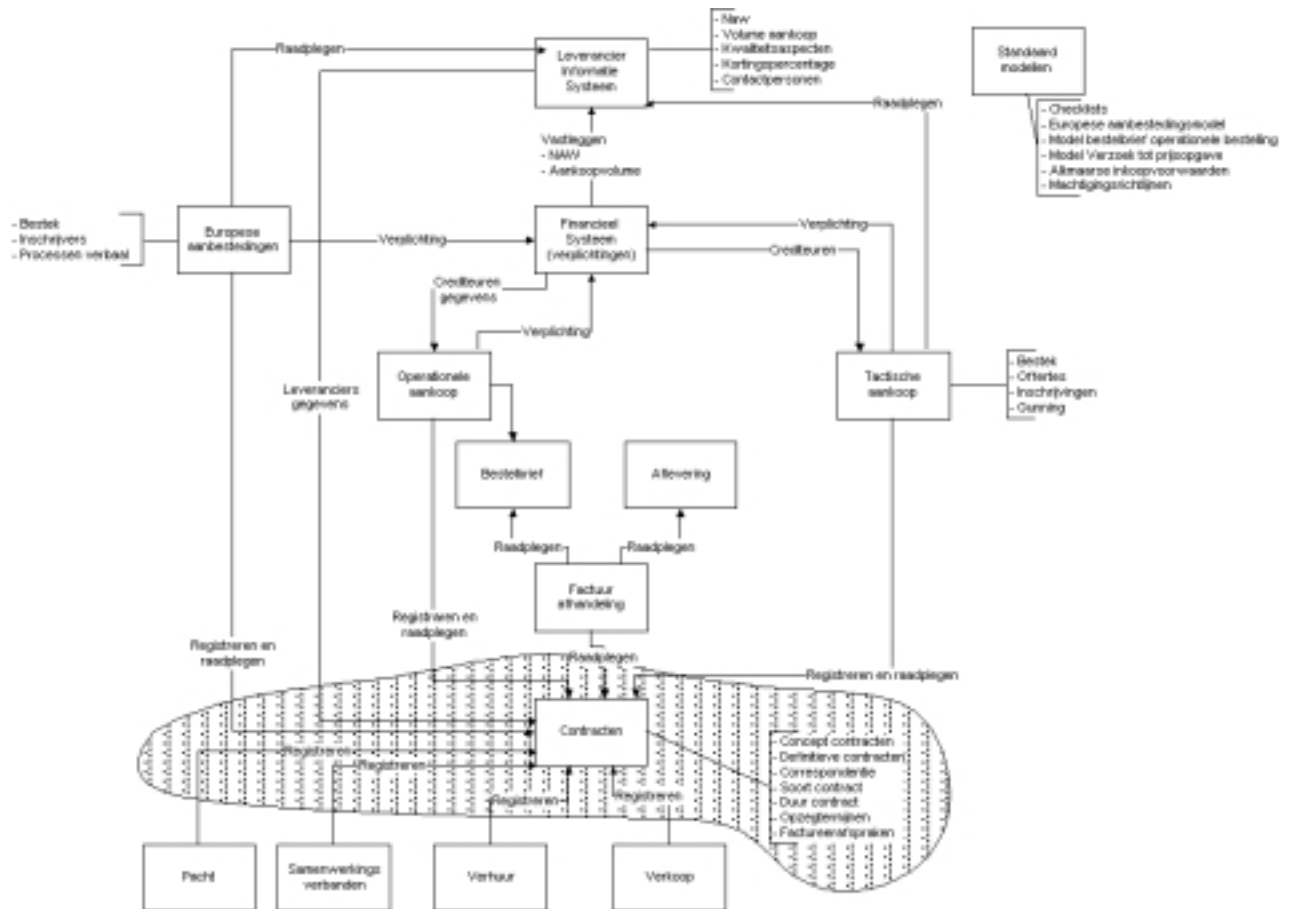 Raadplegen
Leverancier
Informatie
Systeem
- Naw
- Volume aankoop
- Kwaliteitsaspecten
- Kortingspercentage
- Contactpersonen
Standaard
modellen
Raadplegen
- Checklists
- Europese aanbestedingsmodel
- Model bestelbrief operationele bestelling
- Model Verzoek tot prijsopgave
- Alkmaarse inkoopvoorwaarden
- Machtigingsrichtlijnen
Vastleggen
- NAW
- Aankoopvolume
- Bestek
- Inschrijvers
- Processen verbaal
Europese
aanbestedingen
Verplichting
Financieel
Systeem
(verplichtingen)
Verplichting
Crediteuren
Crediteuren
gegevens
Verplichting
Leveranciers
gegevens
Operationele
aankoop
Tactische
aankoop
- Bestek
- Offertes
- Inschrijvingen
- Gunning
Bestelbrief
Aflevering
Raadplegen
Raadplegen
Factuur
afhandeling
Registreren en
raadplegen
Registreren en
raadplegen
Raadplegen
Registreren en raadplegen
Contracten
Registreren
Registreren
Registreren
Registreren
- Concept contracten
- Definitieve contracten
- Correspondentie
- Soort contract
- Duur contract
- Opzegtermijnen
- Factureerafspraken
Pacht
Samenwerkings
verbanden
Verhuur
Verkoop